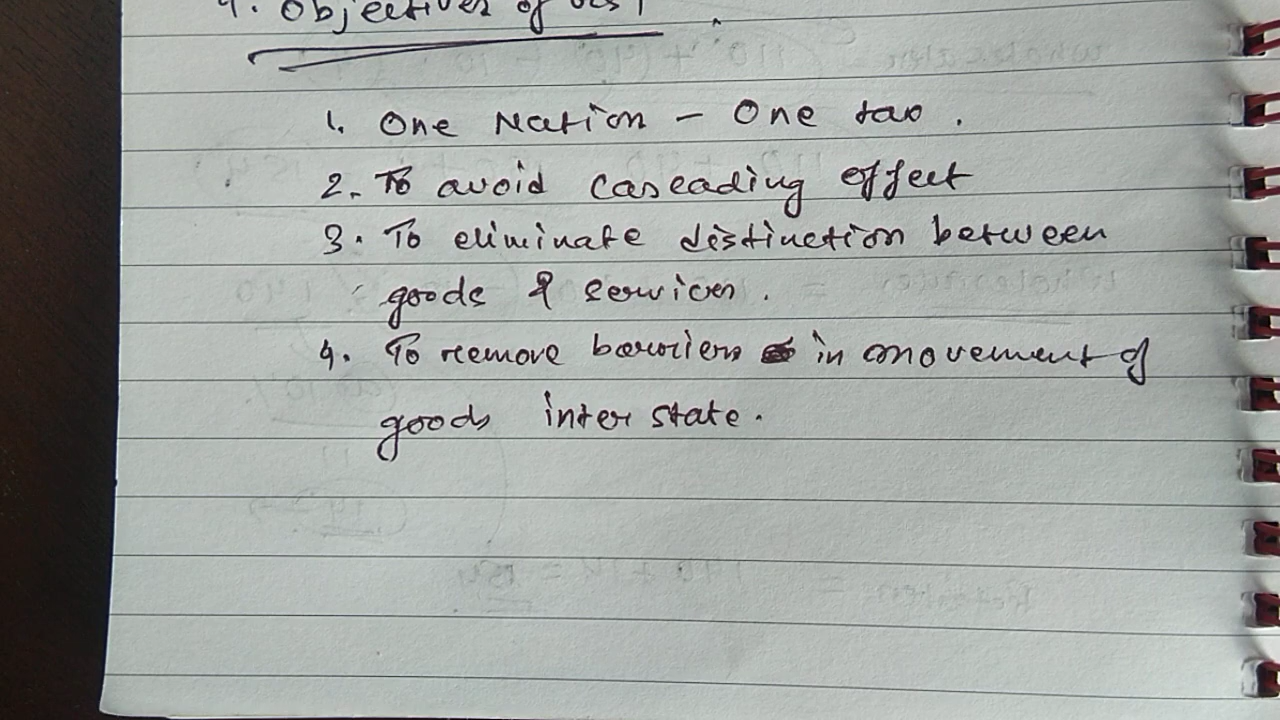 4. Objectives of GST
1. One Nation - One tax.
2. To avoid cascading effect
3. To eliminate distinction between
goods & services.
4. To remove barriers in movement of
goods inter state.